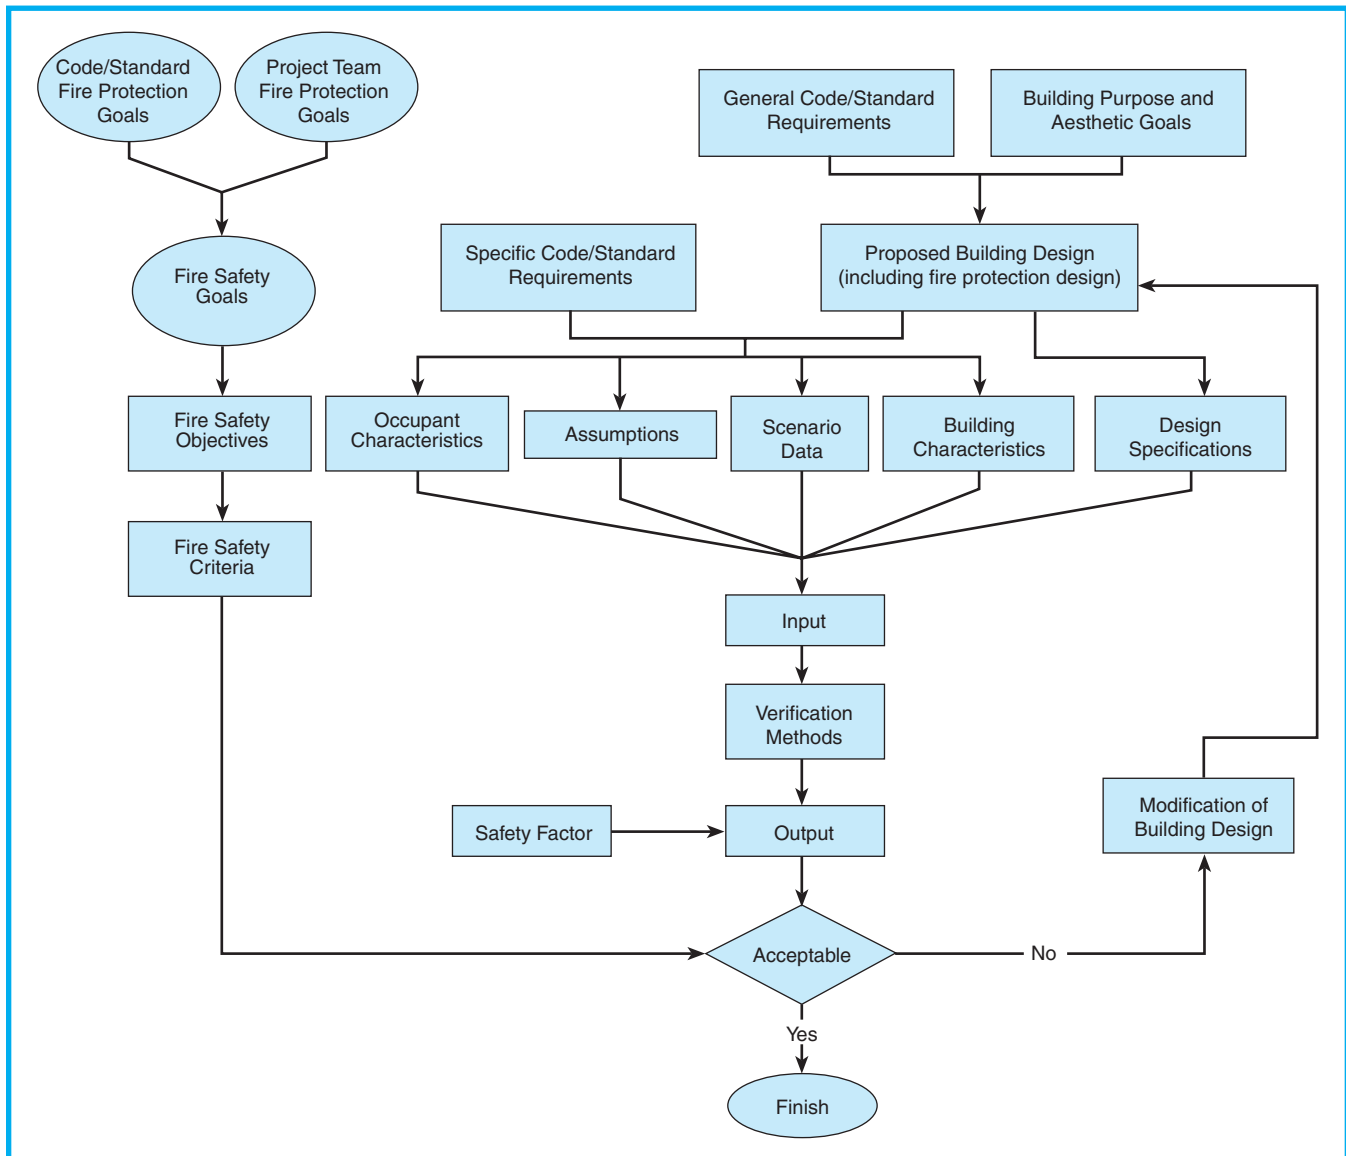 Code/Standard
Fire Protection
Goals
Project Team
Fire Protection
Goals
General Code/Standard
Requirements
Building Purpose and
Aesthetic Goals
Fire Safety
Goals
Specific Code/Standard
Requirements
Proposed Building Design
(including fire protection design)
Fire Safety
Objectives
Occupant
Characteristics
Assumptions
Scenario
Data
Building
Characteristics
Design
Specifications
Fire Safety
Criteria
Input
Verification
Methods
Safety Factor
Output
Modification of
Building Design
Acceptable
No
Yes
Finish